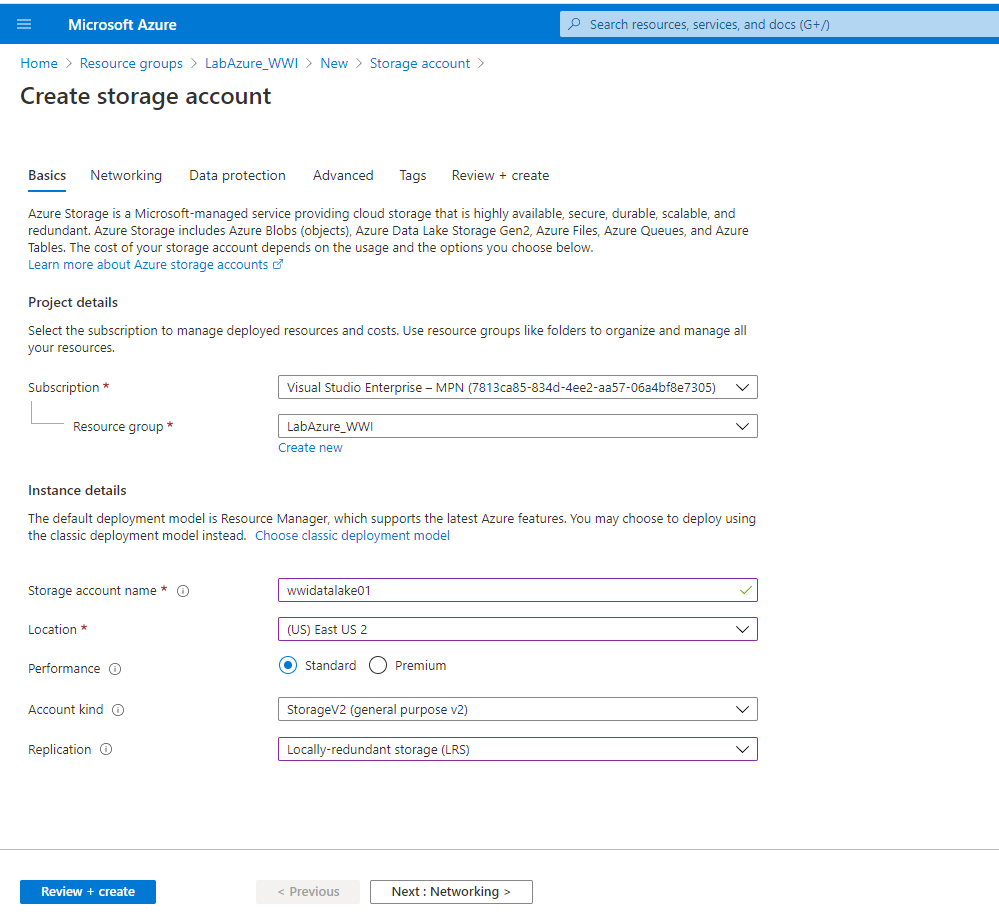 Microsoft Azure
Search resources, services, and docs (G+/)
Home > Resource groups > LabAzure_WWI > New > Storage account >
Create storage account
Basics Networking Data protection Advanced Tags Review + create
Azure Storage is a Microsoft-managed service providing cloud storage that is highly available, secure, durable, scalable, and
redundant. Azure Storage includes Azure Blobs (objects), Azure Data Lake Storage Gen2, Azure Files, Azure Queues, and Azure
Tables. The cost of your storage account depends on the usage and the options you choose below.
Learn more about Azure storage accounts
Project details
Select the subscription to manage deployed resources and costs. Use resource groups like folders to organize and manage all
your resources.
Subscription * Visual Studio Enterprise – MPN (7813ca85-834d-4ee2-aa57-06a4bf8e7305)
Resource group * LabAzure_WWI
Create new
Instance details
The default deployment model is Resource Manager, which supports the latest Azure features. You may choose to deploy using
the classic deployment model instead. Choose classic deployment model
Storage account name * wwidatalake01
Location * (US) East US 2
Performance Standard Premium
Account kind StorageV2 (general purpose v2)
Replication Locally-redundant storage (LRS)
Review + create < Previous Next : Networking >